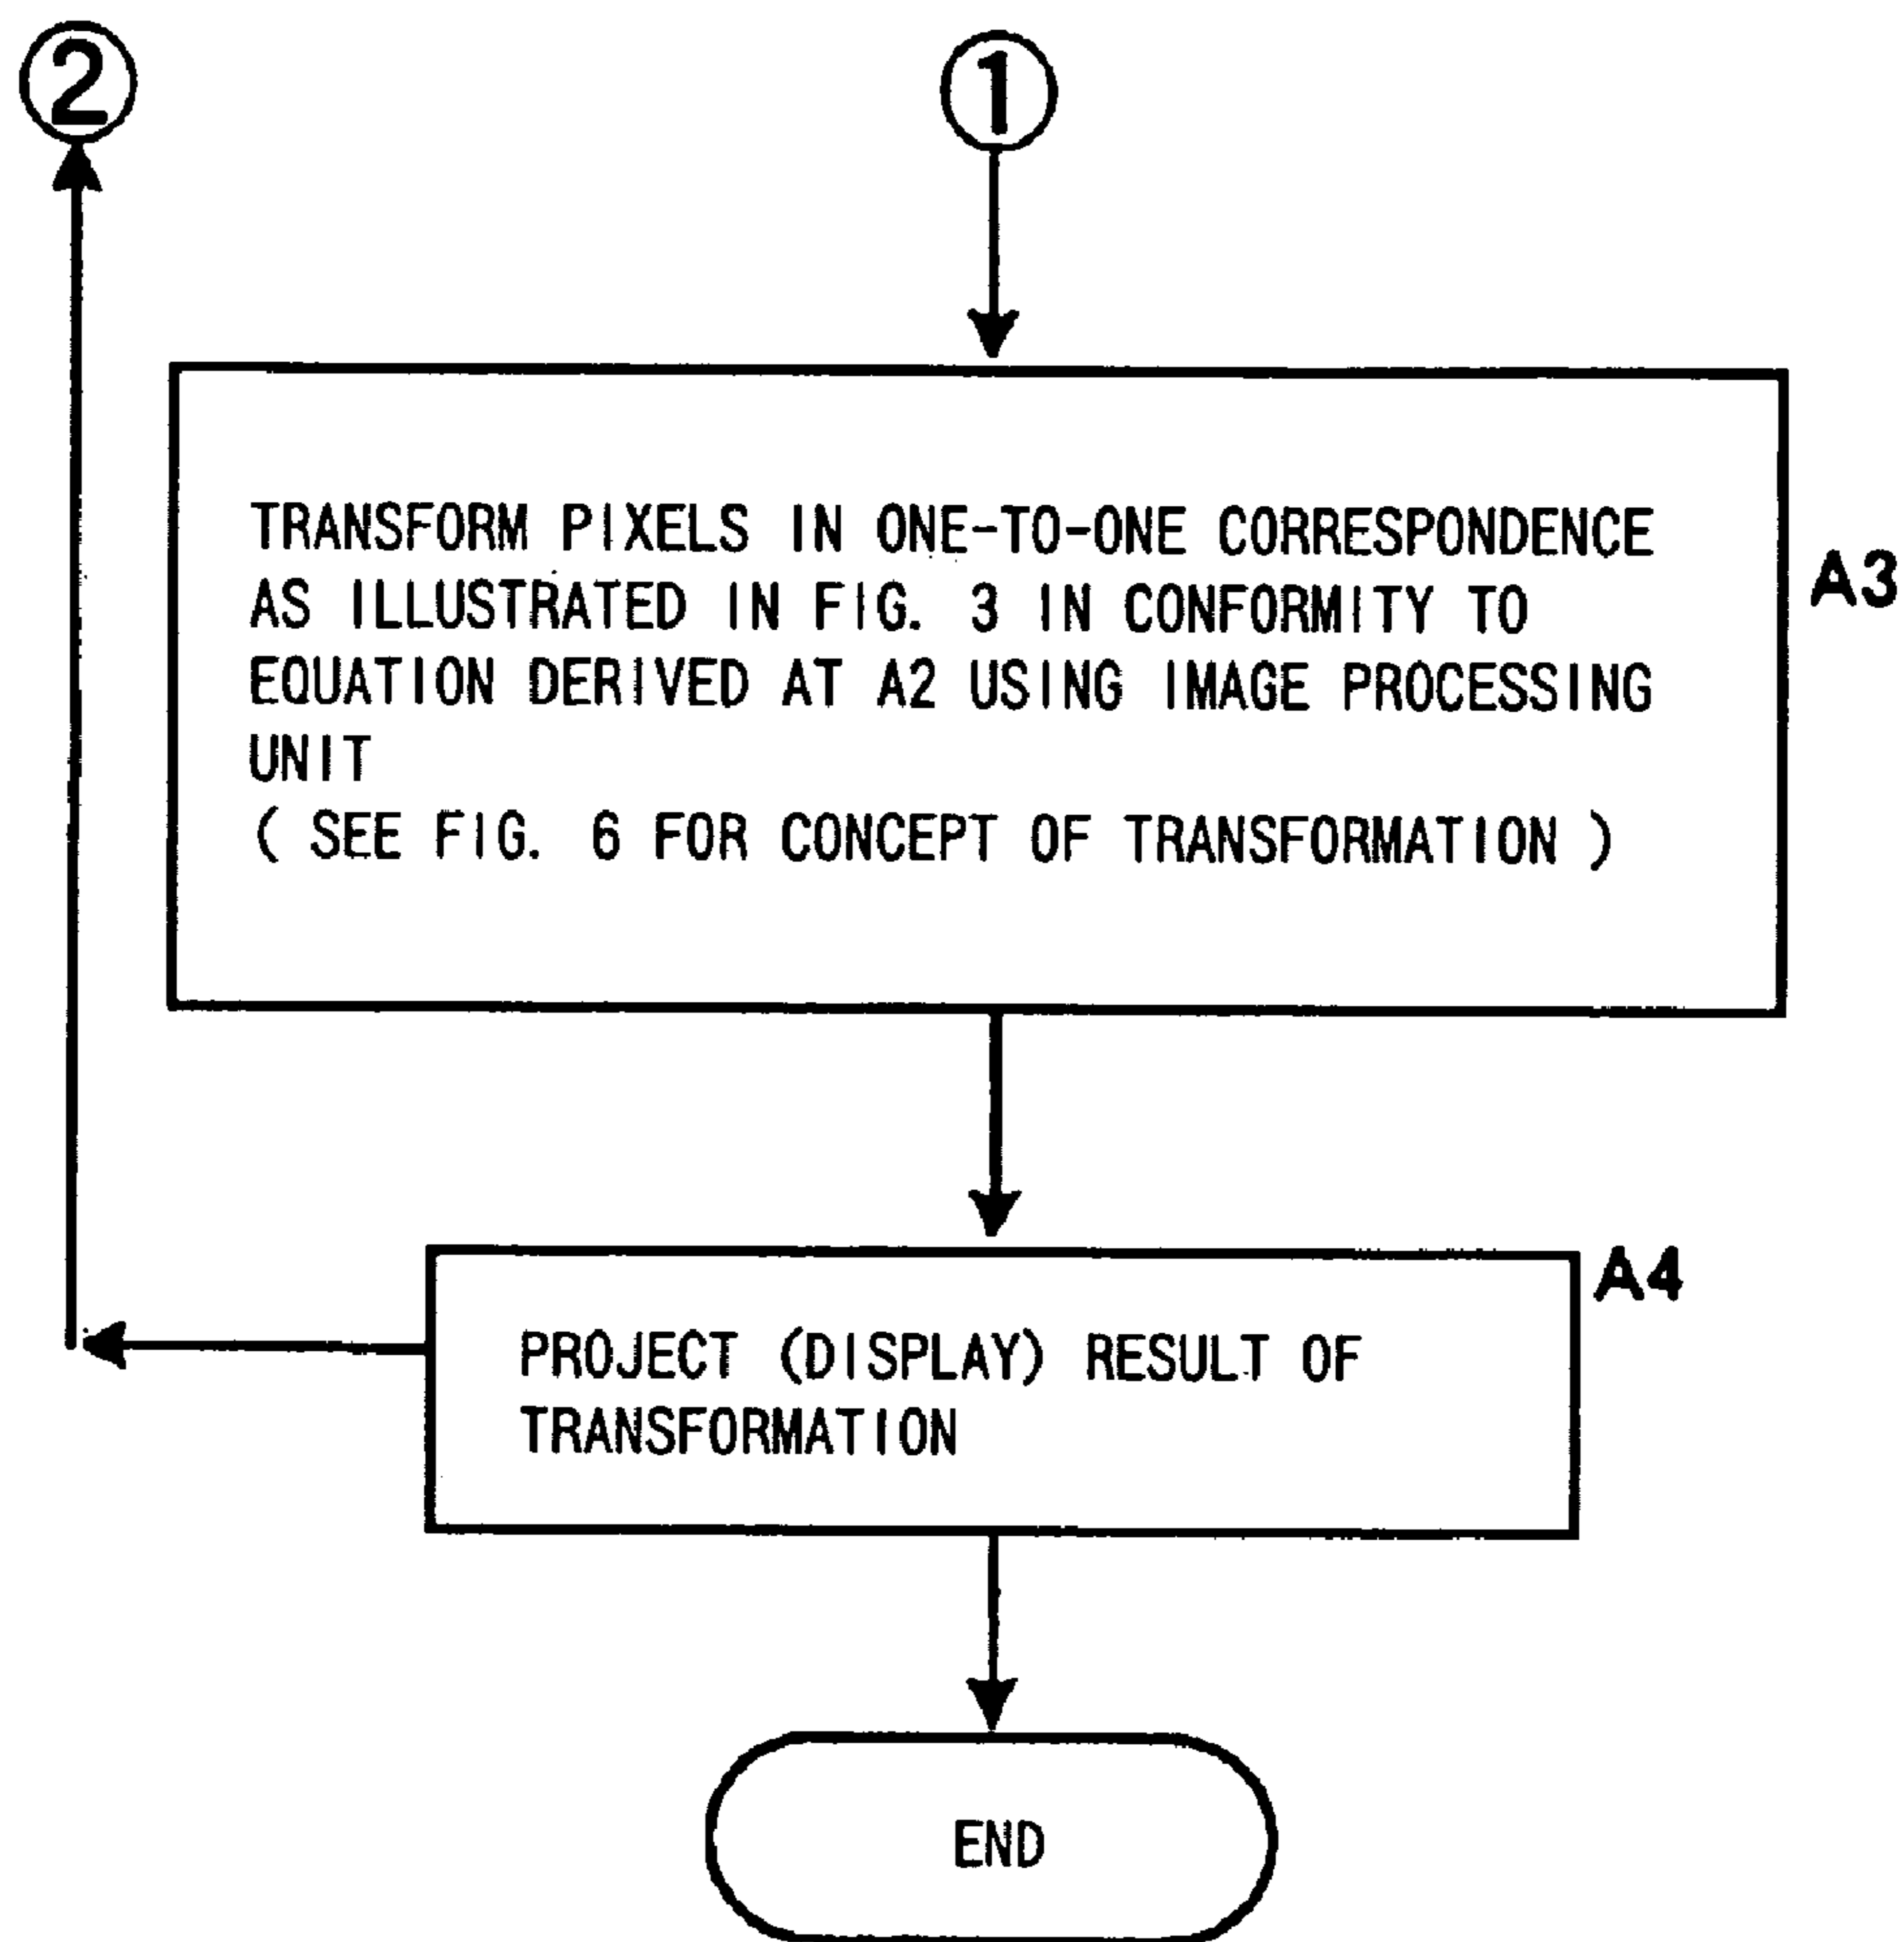 ②
①
TRANSFORM PIXELS IN ONE-TO-ONE CORRESPONDENCE
AS ILLUSTRATED IN FIG. 3 IN CONFORMITY TO
EQUATION DERIVED AT A2 USING IMAGE PROCESSING
UNIT
( SEE FIG. 6 FOR CONCEPT OF TRANSFORMATION )
A3
A4
PROJECT (DISPLAY) RESULT OF
TRANSFORMATION
END